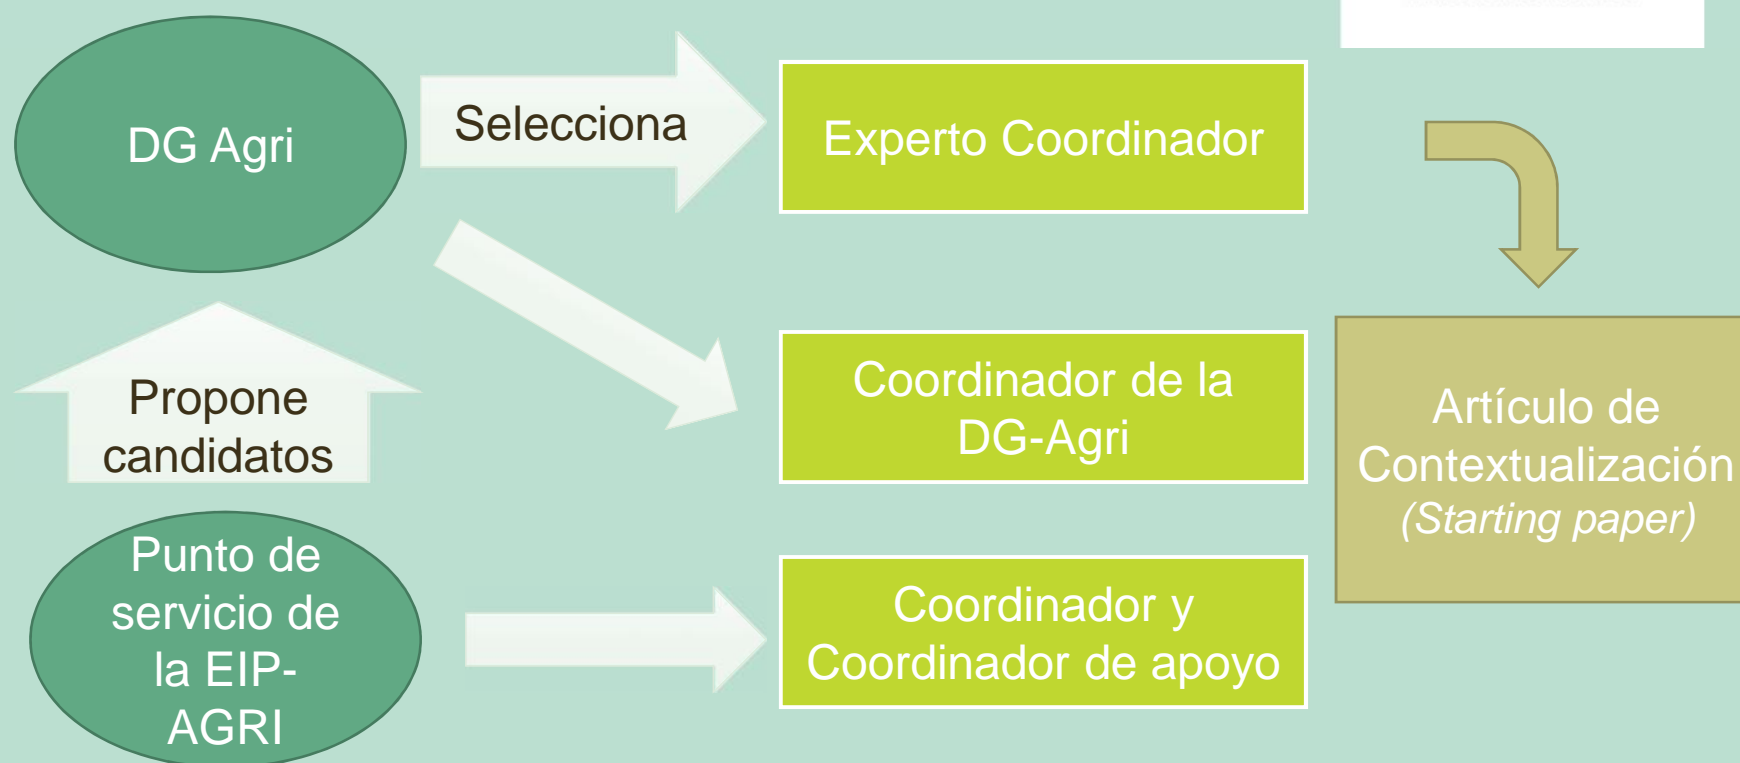 DG Agri
Selecciona
Experto Coordinador
Propone
candidatos
Coordinador de la
DG-Agri
Artículo de
Contextualización
(Starting paper)
Punto de
servicio de
la EIP-
AGRI
Coordinador y
Coordinador de apoyo